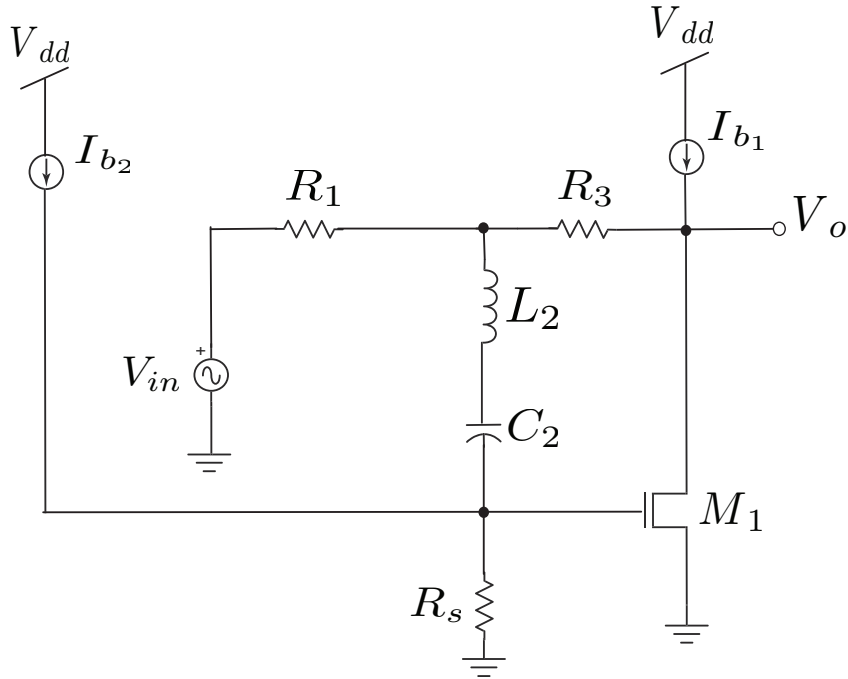 V_dd
V_dd
I_b2
I_b1
R_1
R_3
V_o
L_2
+
V_in
C_2
M_1
R_s